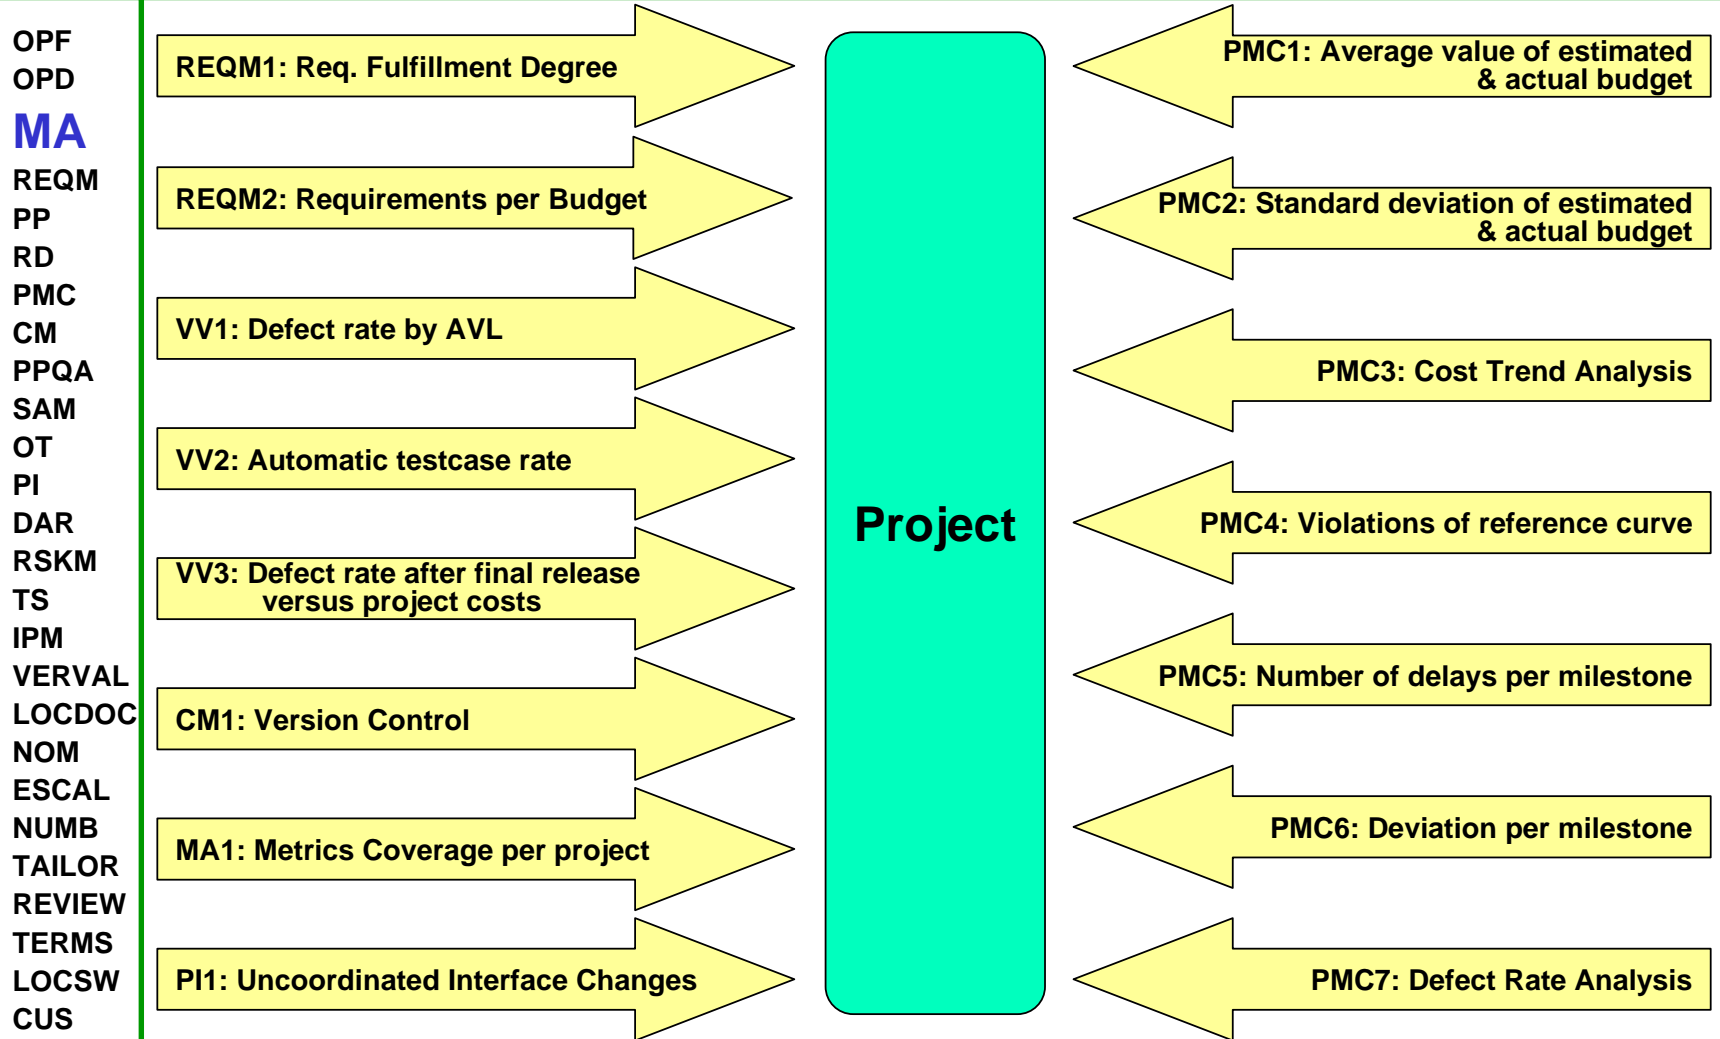 OPF
OPD
MA
REQM
PP
RD
PMC
CM
PPQA
SAM
OT
PI
DAR
RSKM
TS
IPM
VERVAL
LOCDOC
NOM
ESCAL
NUMB
TAILOR
REVIEW
TERMS
LOCSW
CUS
REQM1: Req. Fulfillment Degree
REQM2: Requirements per Budget
VV1: Defect rate by AVL
VV2: Automatic testcase rate
VV3: Defect rate after final release
versus project costs
CM1: Version Control
MA1: Metrics Coverage per project
PI1: Uncoordinated Interface Changes
Project
PMC1: Average value of estimated
& actual budget
PMC2: Standard deviation of estimated
& actual budget
PMC3: Cost Trend Analysis
PMC4: Violations of reference curve
PMC5: Number of delays per milestone
PMC6: Deviation per milestone
PMC7: Defect Rate Analysis